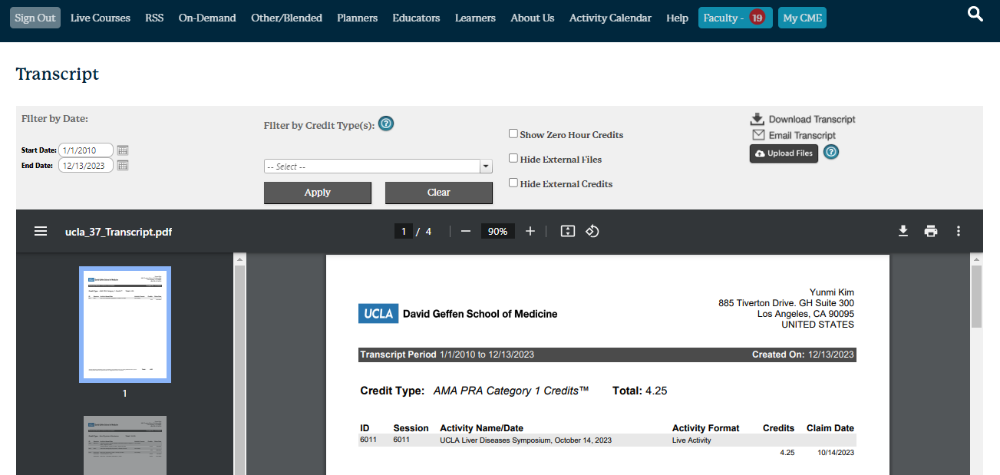 Sign Out Live Courses RSS On-Demand Other/Blended Planners Educators Learners About Us Activity Calendar Help Faculty - 19 My CME
Transcript
Filter by Date:
Start Date: 1/1/2010
End Date: 12/13/2023
Filter by Credit Type(s): ?
-- Select --
Apply Clear
Show Zero Hour Credits
Hide External Files
Hide External Credits
Download Transcript
Email Transcript
Upload Files ?
ucla_37_Transcript.pdf 1 / 4 90%
1
UCLA David Geffen School of Medicine
Yunmi Kim
885 Tiverton Drive. GH Suite 300
Los Angeles, CA 90095
UNITED STATES
Transcript Period 1/1/2010 to 12/13/2023 Created On: 12/13/2023
Credit Type: AMA PRA Category 1 Credits™ Total: 4.25
ID Session Activity Name/Date Activity Format Credits Claim Date
6011 6011 UCLA Liver Diseases Symposium, October 14, 2023 Live Activity
4.25 10/14/2023